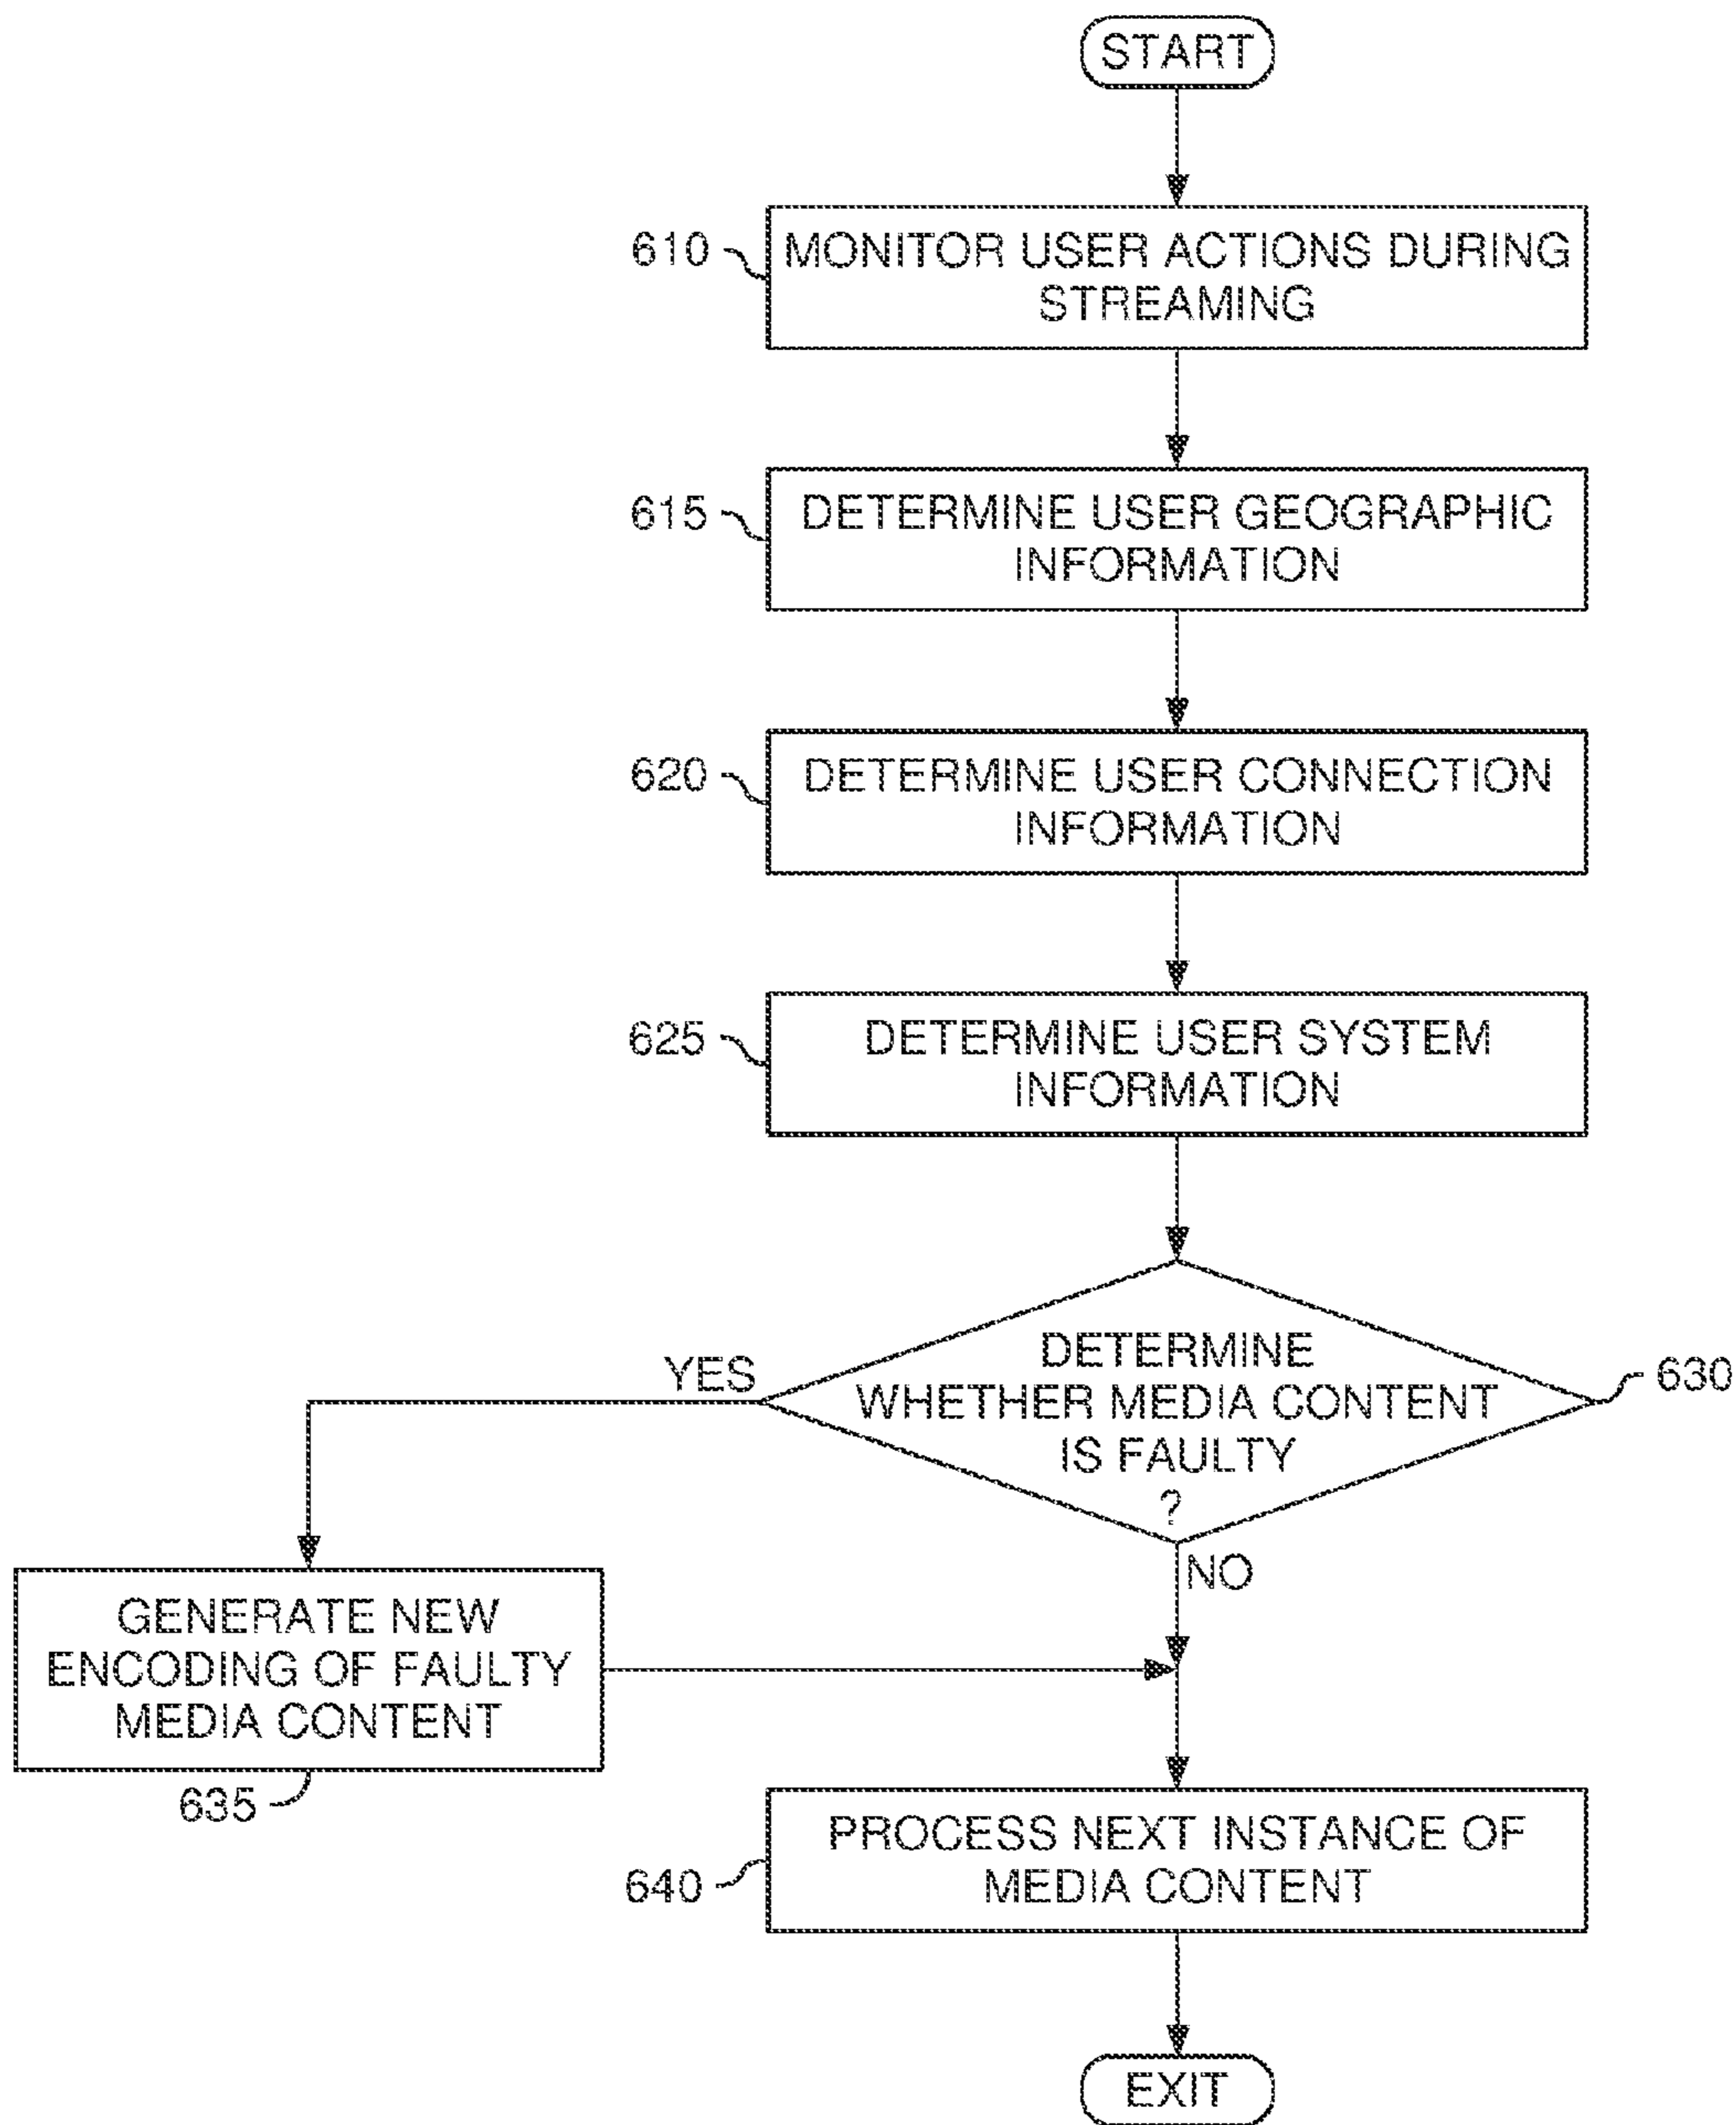 START
610
MONITOR USER ACTIONS DURING
STREAMING
615
DETERMINE USER GEOGRAPHIC
INFORMATION
620
DETERMINE USER CONNECTION
INFORMATION
625
DETERMINE USER SYSTEM
INFORMATION
YES
DETERMINE
WHETHER MEDIA CONTENT
IS FAULTY
?
630
NO
GENERATE NEW
ENCODING OF FAULTY
MEDIA CONTENT
635
640
PROCESS NEXT INSTANCE OF
MEDIA CONTENT
EXIT